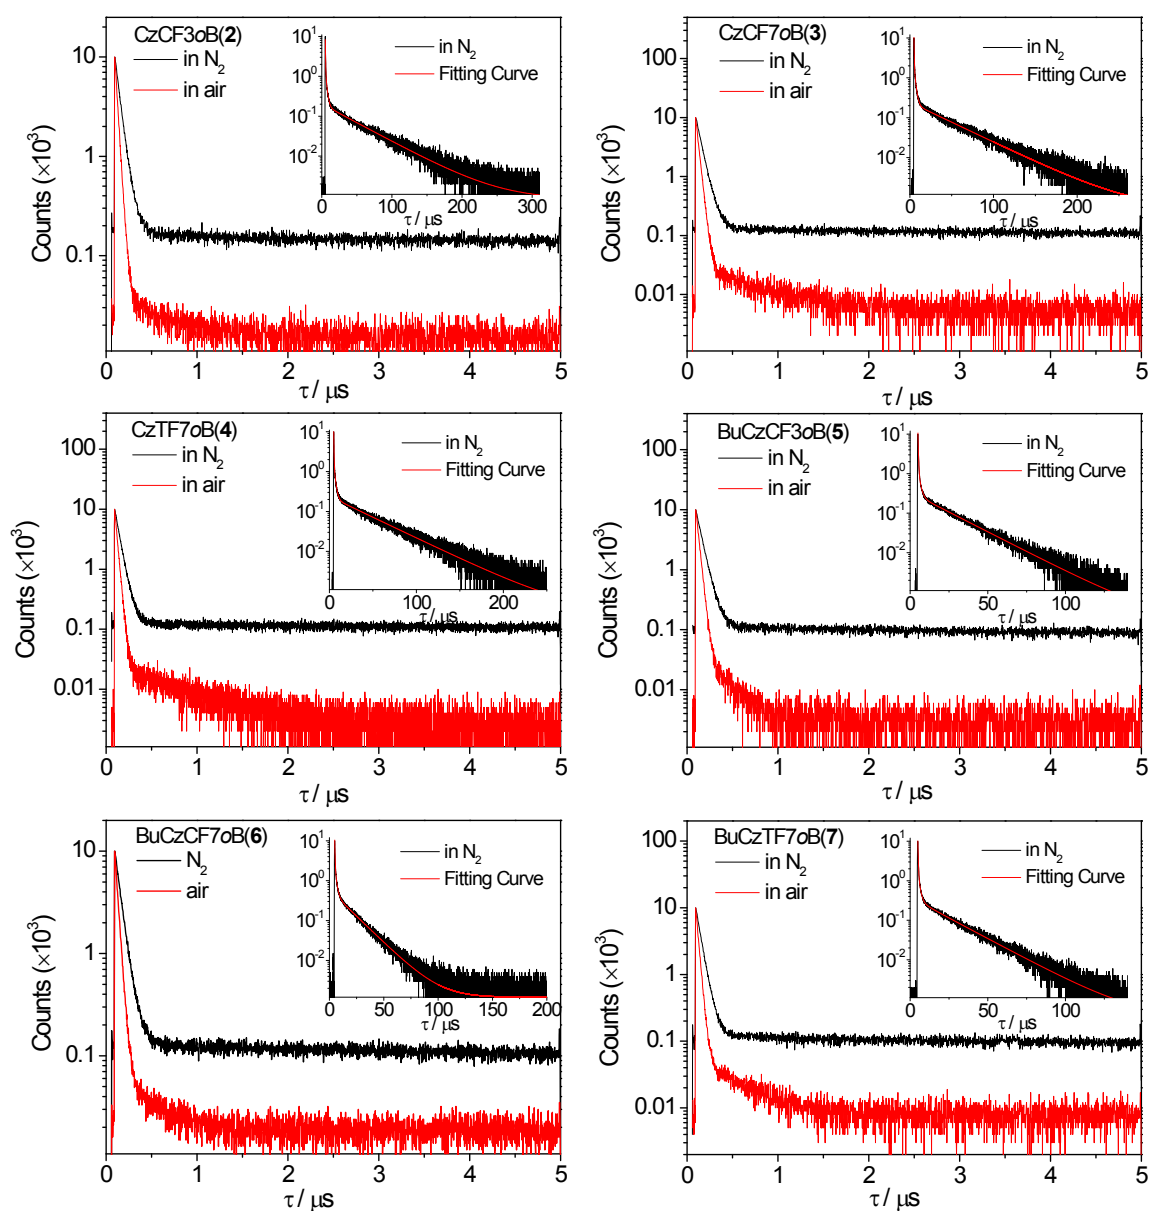 CzCF3oB(2)
in N2
in air
in N2
Fitting Curve
10^1
10^0
10^-1
10^-2
0 100 200 300
τ / μs
10
1
0.1
Counts (×10^3)
0 1 2 3 4 5
τ / μs
CzCF7oB(3)
in N2
in air
in N2
Fitting Curve
10^1
10^0
10^-1
10^-2
0 100 200
τ / μs
100
10
1
0.1
0.01
Counts (×10^3)
0 1 2 3 4 5
τ / μs
CzTF7oB(4)
in N2
in air
in N2
Fitting Curve
10^1
10^0
10^-1
10^-2
0 100 200
τ / μs
100
10
1
0.1
0.01
Counts (×10^3)
0 1 2 3 4 5
τ / μs
BuCzCF3oB(5)
in N2
in air
in N2
Fitting Curve
10^1
10^0
10^-1
10^-2
0 50 100
τ / μs
100
10
1
0.1
0.01
Counts (×10^3)
0 1 2 3 4 5
τ / μs
BuCzCF7oB(6)
N2
air
in N2
Fitting Curve
10^1
10^0
10^-1
10^-2
0 50 100 150 200
τ / μs
10
1
0.1
Counts (×10^3)
0 1 2 3 4 5
τ / μs
BuCzTF7oB(7)
in N2
in air
in N2
Fitting Curve
10^1
10^0
10^-1
10^-2
0 50 100
τ / μs
100
10
1
0.1
0.01
Counts (×10^3)
0 1 2 3 4 5
τ / μs